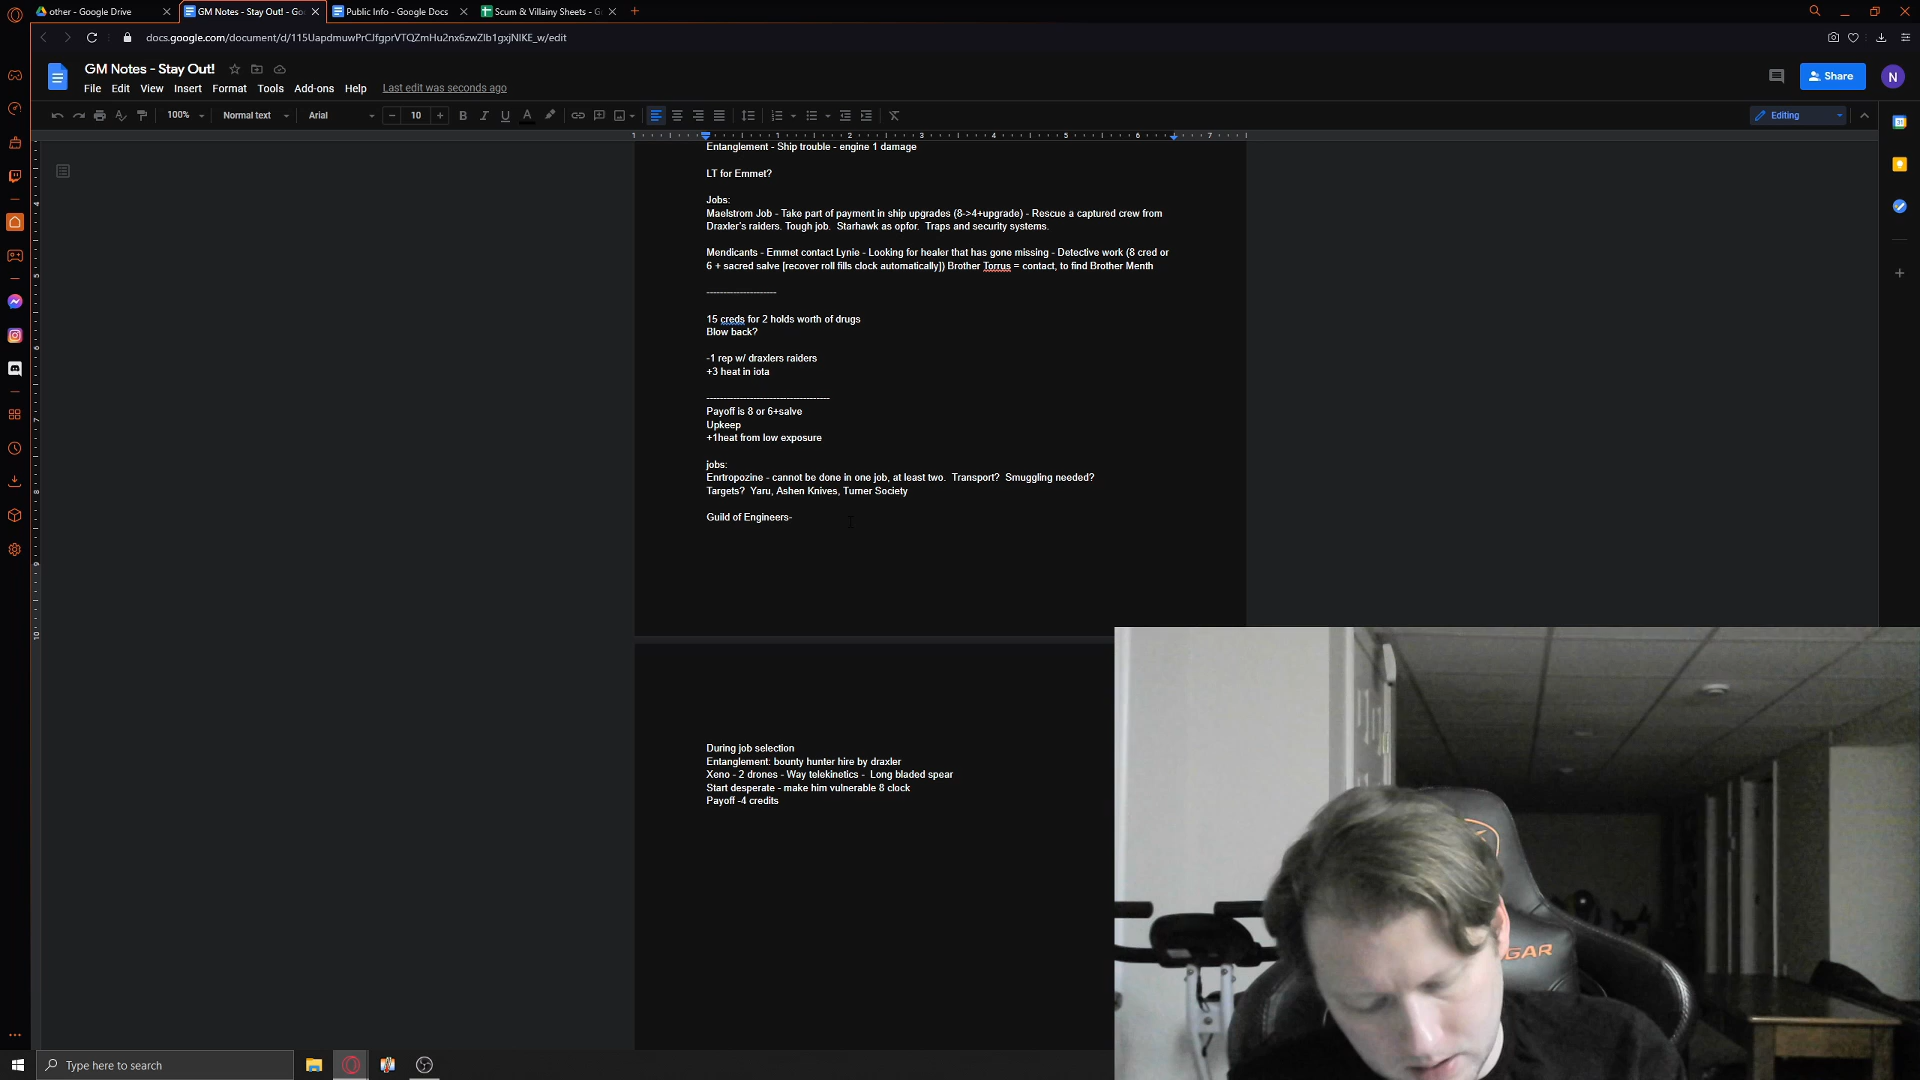 other - Google Drive
GM Notes - Stay Out! - Go
Public Info - Google Docs
Scum & Villainy Sheets - G
docs.google.com/document/d/115UapdmuwPrCJfgprVTQZmHu2nx6zwZlb1gxjNIKE_w/edit
GM Notes - Stay Out!
File Edit View Insert Format Tools Add-ons Help Last edit was seconds ago
Share
N
100% Normal text Arial 10
Editing
Entanglement - Ship trouble - engine 1 damage
LT for Emmet?
Jobs:
Maelstrom Job - Take part of payment in ship upgrades (8->4+upgrade) - Rescue a captured crew from
Draxler's raiders. Tough job.  Starhawk as opfor.  Traps and security systems.
Mendicants - Emmet contact Lynie - Looking for healer that has gone missing - Detective work (8 cred or
6 + sacred salve [recover roll fills clock automatically]) Brother Torrus = contact, to find Brother Menth
---------------------
15 creds for 2 holds worth of drugs
Blow back?
-1 rep w/ draxlers raiders
+3 heat in iota
-------------------------------------
Payoff is 8 or 6+salve
Upkeep
+1heat from low exposure
jobs:
Enrtropozine - cannot be done in one job, at least two.  Transport?  Smuggling needed?
Targets?  Yaru, Ashen Knives, Turner Society
Guild of Engineers-
During job selection
Entanglement: bounty hunter hire by draxler
Xeno - 2 drones - Way telekinetics -  Long bladed spear
Start desperate - make him vulnerable 8 clock
Payoff -4 credits
Type here to search